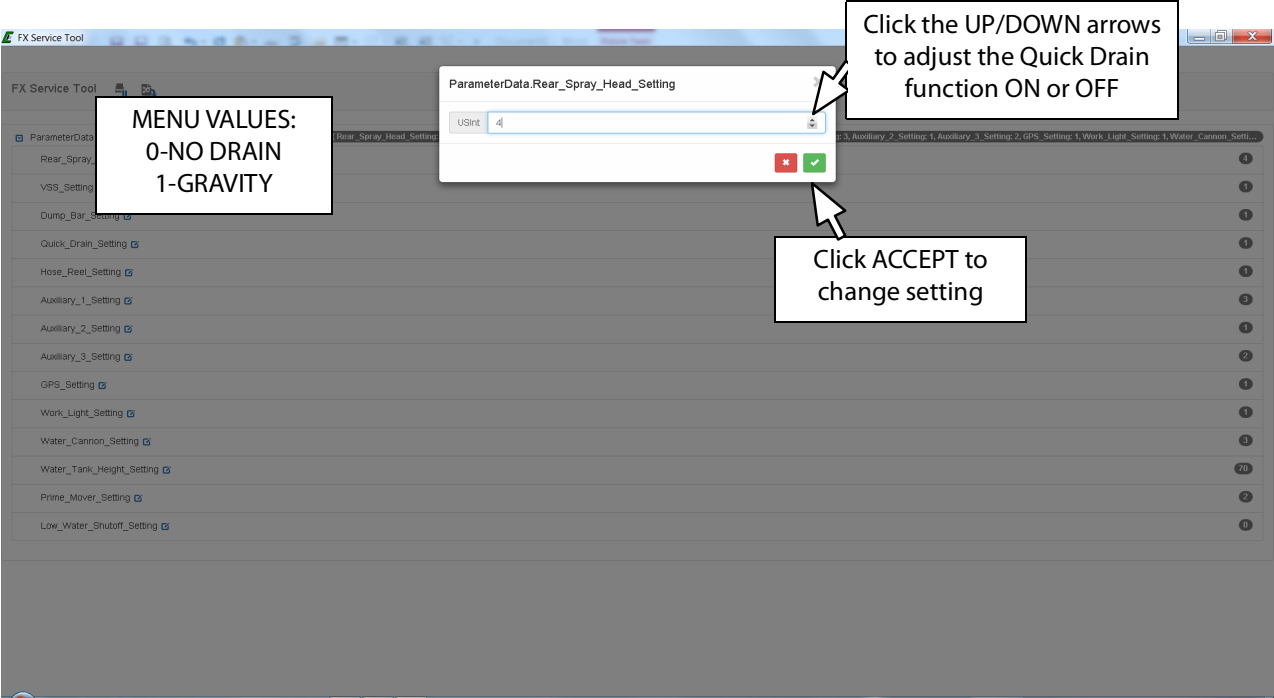 Click the UP/DOWN arrows
to adjust the Quick Drain
function ON or OFF
FX Service Tool
ParameterData.Rear_Spray_Head_Setting
FX Service Tool
MENU VALUES:
0-NO DRAIN
1-GRAVITY
USInt 4
ParameterData {Rear_Spray_Head_Setting: : 3, Auxiliary_2_Setting: 1, Auxiliary_3_Setting: 2, GPS_Setting: 1, Work_Light_Setting: 1, Water_Cannon_Setti...
Rear_Spray_ 4
VSS_Setting 1
Dump_Bar_Setting 1
Quick_Drain_Setting 1
Click ACCEPT to
change setting
Hose_Reel_Setting 1
Auxiliary_1_Setting 3
Auxiliary_2_Setting 1
Auxiliary_3_Setting 2
GPS_Setting 1
Work_Light_Setting 1
Water_Cannon_Setting 3
Water_Tank_Height_Setting 70
Prime_Mover_Setting 2
Low_Water_Shutoff_Setting 0